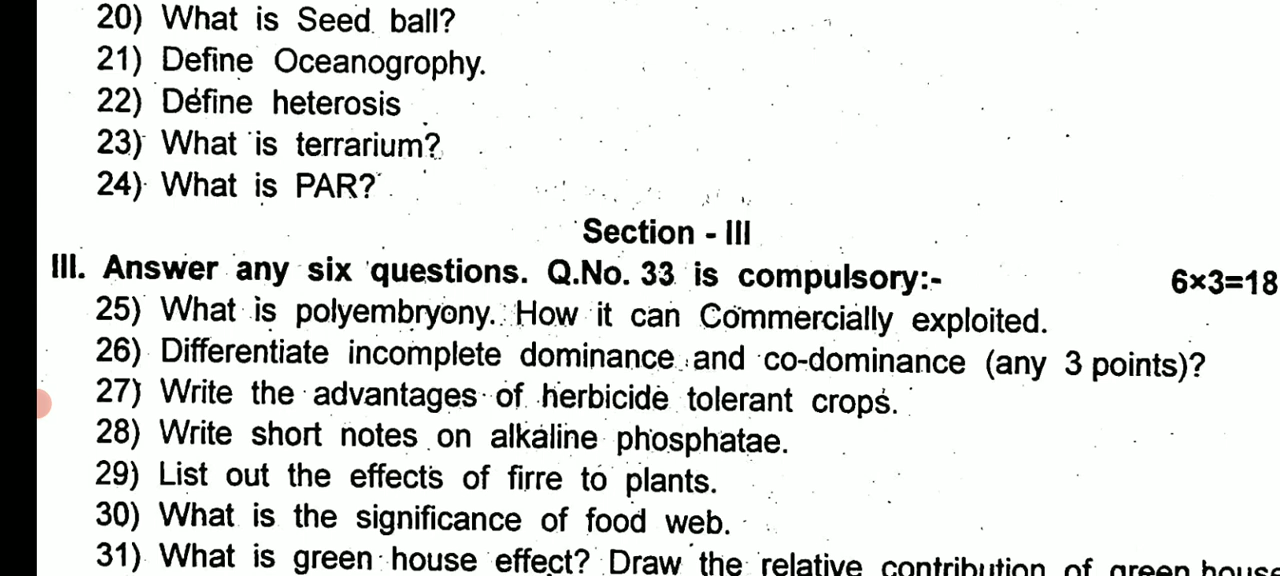 20) What is Seed ball?
21) Define Oceanogrophy.
22) Define heterosis
23) What is terrarium?
24) What is PAR?
Section - III
III. Answer any six questions. Q.No. 33 is compulsory:- 6×3=18
25) What is polyembryony. How it can Commercially exploited.
26) Differentiate incomplete dominance and co-dominance (any 3 points)?
27) Write the advantages of herbicide tolerant crops.
28) Write short notes on alkaline phosphatae.
29) List out the effects of firre to plants.
30) What is the significance of food web.
31) What is green house effect? Draw the relative contribution of green house